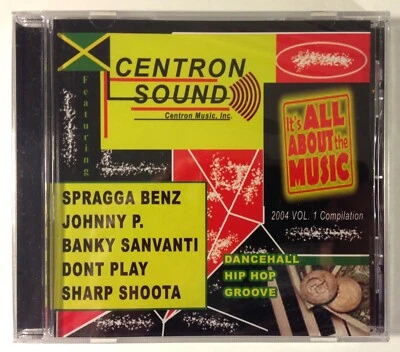 Featuring
CENTRON
SOUND
Centron Music, Inc.
It's ALL
ABOUT the
MUSIC
2004 VOL. 1 Compilation
SPRAGGA BENZ
JOHNNY P.
BANKY SANVANTI
DONT PLAY
SHARP SHOOTA
DANCEHALL
HIP HOP
GROOVE